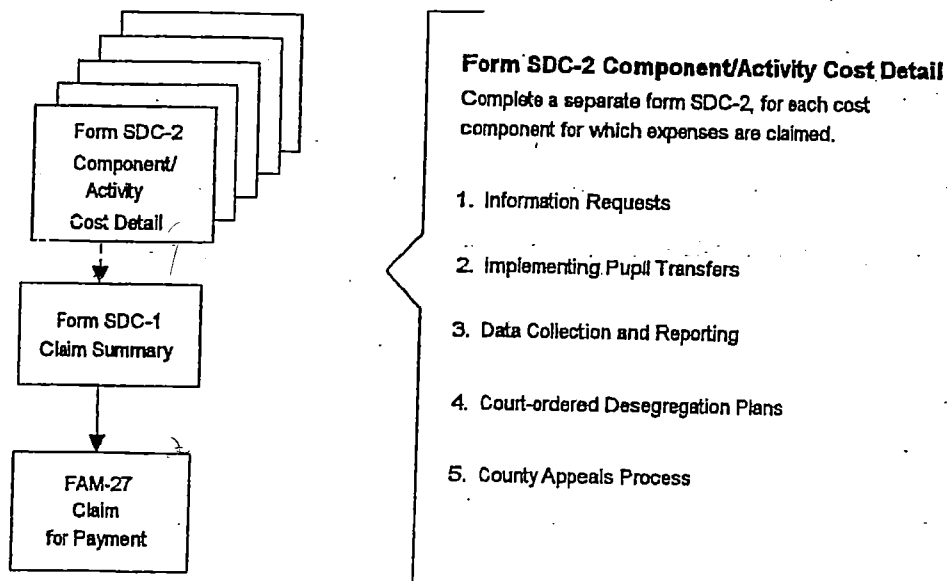 Form SDC-2
Component/
Activity
Cost Detail
Form SDC-1
Claim Summary
FAM-27
Claim
for Payment
Form SDC-2 Component/Activity Cost Detail
Complete a separate form SDC-2, for each cost
component for which expenses are claimed.
1. Information Requests
2. Implementing Pupil Transfers
3. Data Collection and Reporting
4. Court-ordered Desegregation Plans
5. County Appeals Process